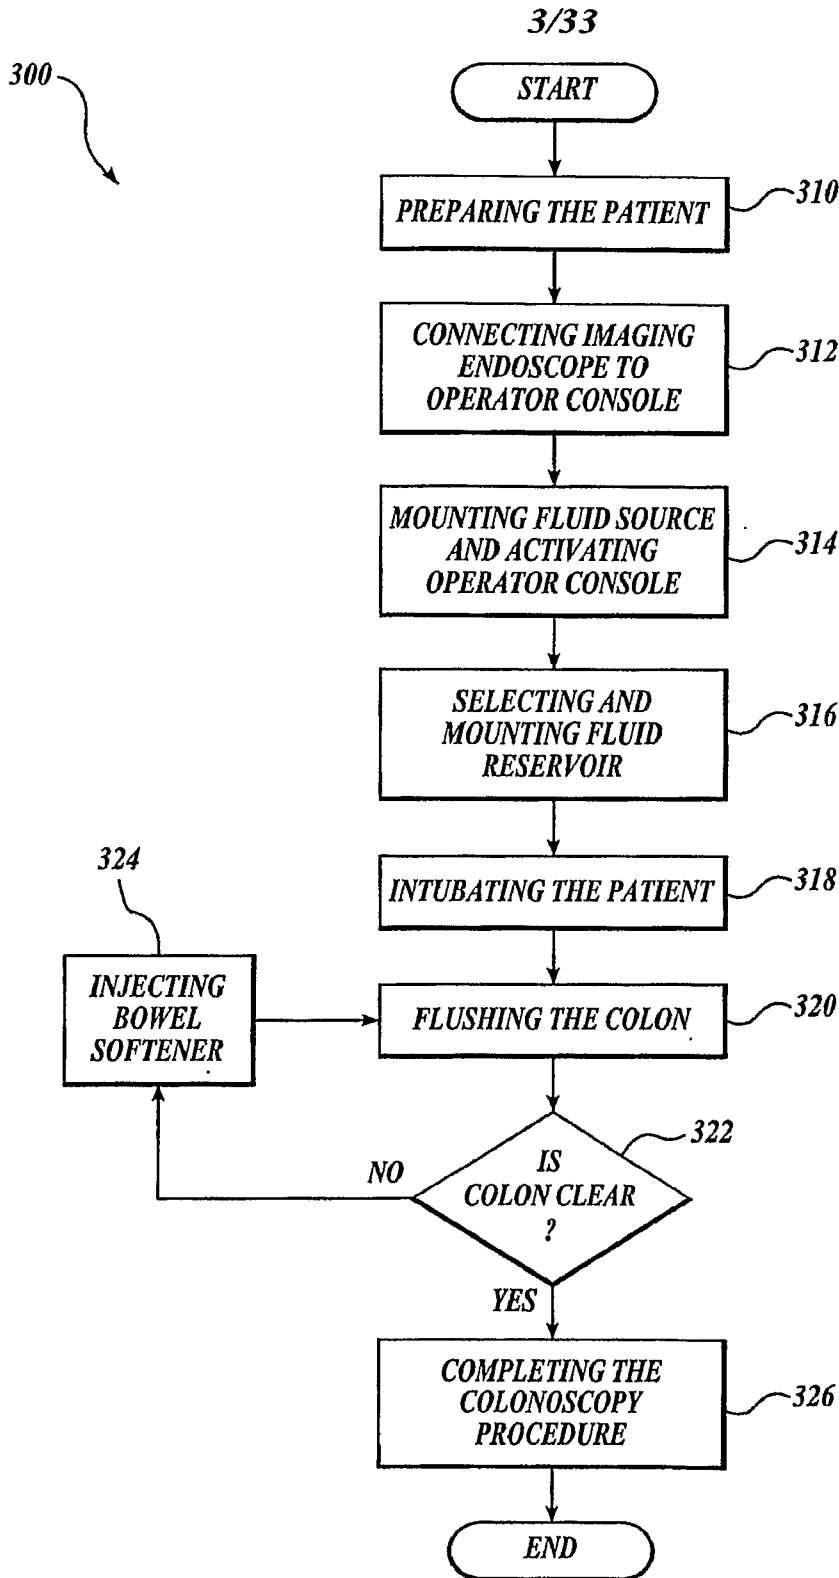 3/33
300
START
PREPARING THE PATIENT
310
CONNECTING IMAGING
ENDOSCOPE TO
OPERATOR CONSOLE
312
MOUNTING FLUID SOURCE
AND ACTIVATING
OPERATOR CONSOLE
314
SELECTING AND
MOUNTING FLUID
RESERVOIR
316
INTUBATING THE PATIENT
318
324
INJECTING
BOWEL
SOFTENER
FLUSHING THE COLON
320
IS
COLON CLEAR
?
322
NO
YES
COMPLETING THE
COLONOSCOPY
PROCEDURE
326
END